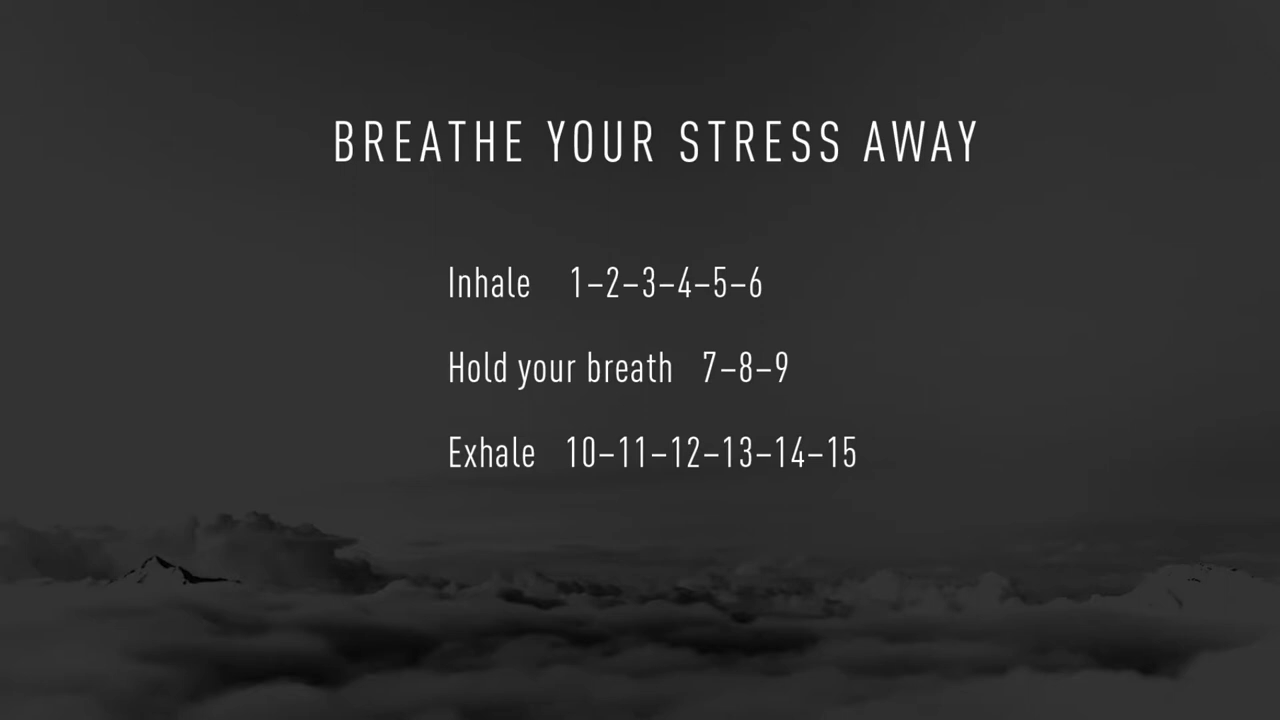 BREATHE YOUR STRESS AWAY
Inhale 1–2–3–4–5–6
Hold your breath 7–8–9
Exhale 10–11–12–13–14–15